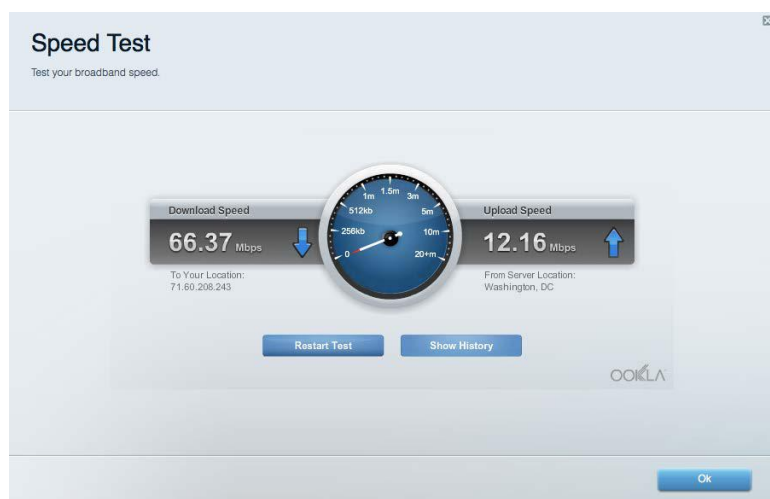 Speed Test
Test your broadband speed.
Download Speed
66.37 Mbps
To Your Location:
71.60.208.243
0
256kb
512kb
1m
1.5m
3m
5m
10m
20+m
Upload Speed
12.16 Mbps
From Server Location:
Washington, DC
Restart Test
Show History
OOKLA
Ok